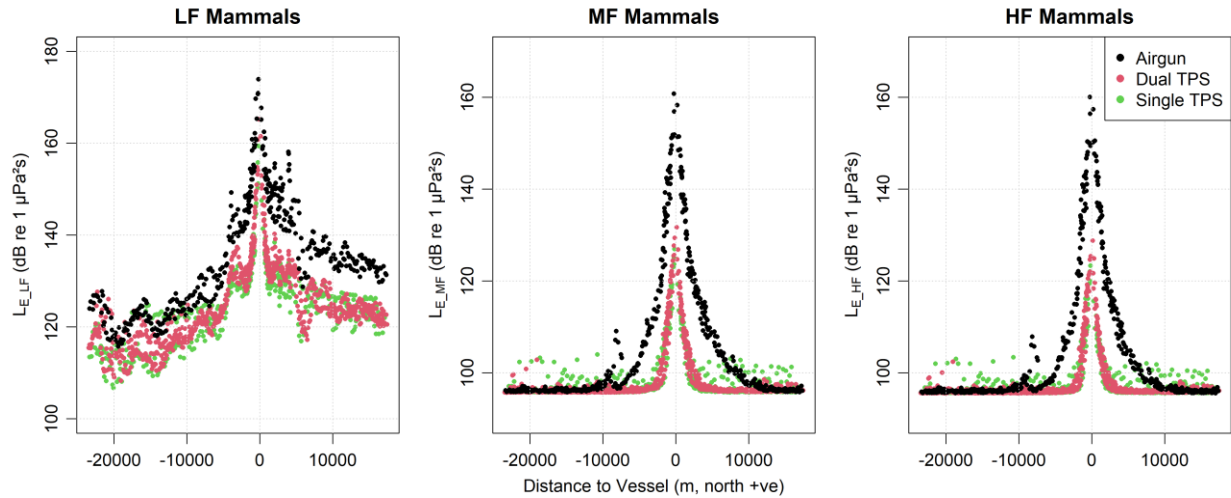 LF Mammals
L_E_LF (dB re 1 µPa²s)
180
160
140
120
100
-20000 -10000 0 10000
MF Mammals
L_E_MF (dB re 1 µPa²s)
160
140
120
100
-20000 -10000 0 10000
Distance to Vessel (m, north +ve)
HF Mammals
L_E_HF (dB re 1 µPa²s)
160
140
120
100
-20000 -10000 0 10000
Airgun
Dual TPS
Single TPS